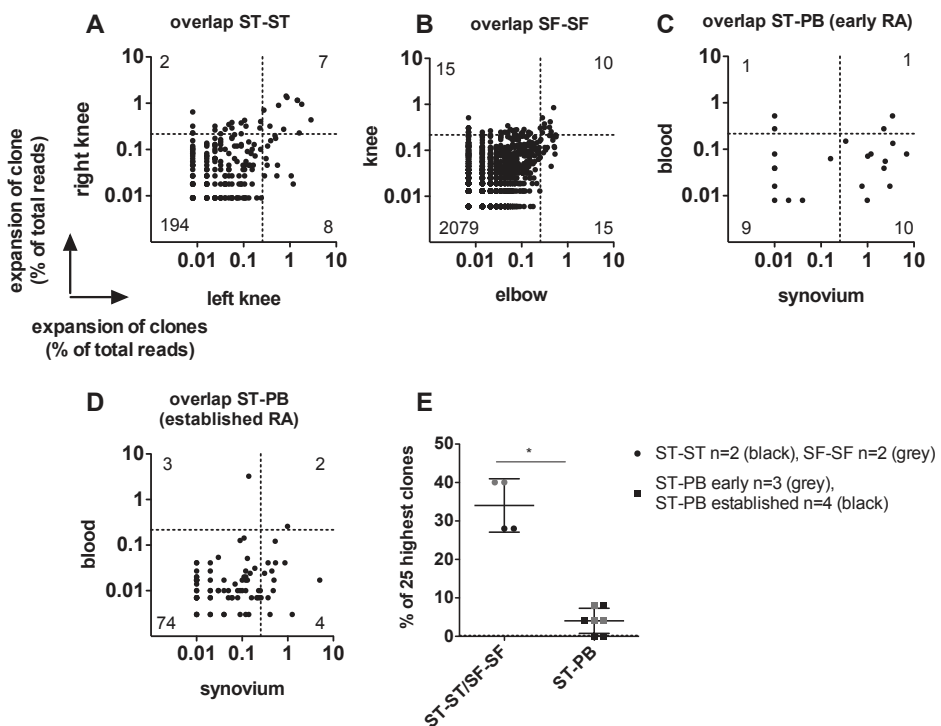 A
overlap ST-ST
2
7
10
1
0.1
0.01
right knee
194
8
0.01 0.1 1 10
left knee
expansion of clone
(% of total reads)
expansion of clones
(% of total reads)
B
overlap SF-SF
15
10
10
1
0.1
0.01
knee
2079
15
0.01 0.1 1 10
elbow
C
overlap ST-PB (early RA)
1
1
10
1
0.1
0.01
blood
9
10
0.01 0.1 1 10
synovium
D
overlap ST-PB
(established RA)
3
2
10
1
0.1
0.01
blood
74
4
0.01 0.1 1 10
synovium
E
% of 25 highest clones
50
40
30
20
10
0
*
ST-ST/SF-SF
ST-PB
ST-ST n=2 (black), SF-SF n=2 (grey)
ST-PB early n=3 (grey),
ST-PB established n=4 (black)